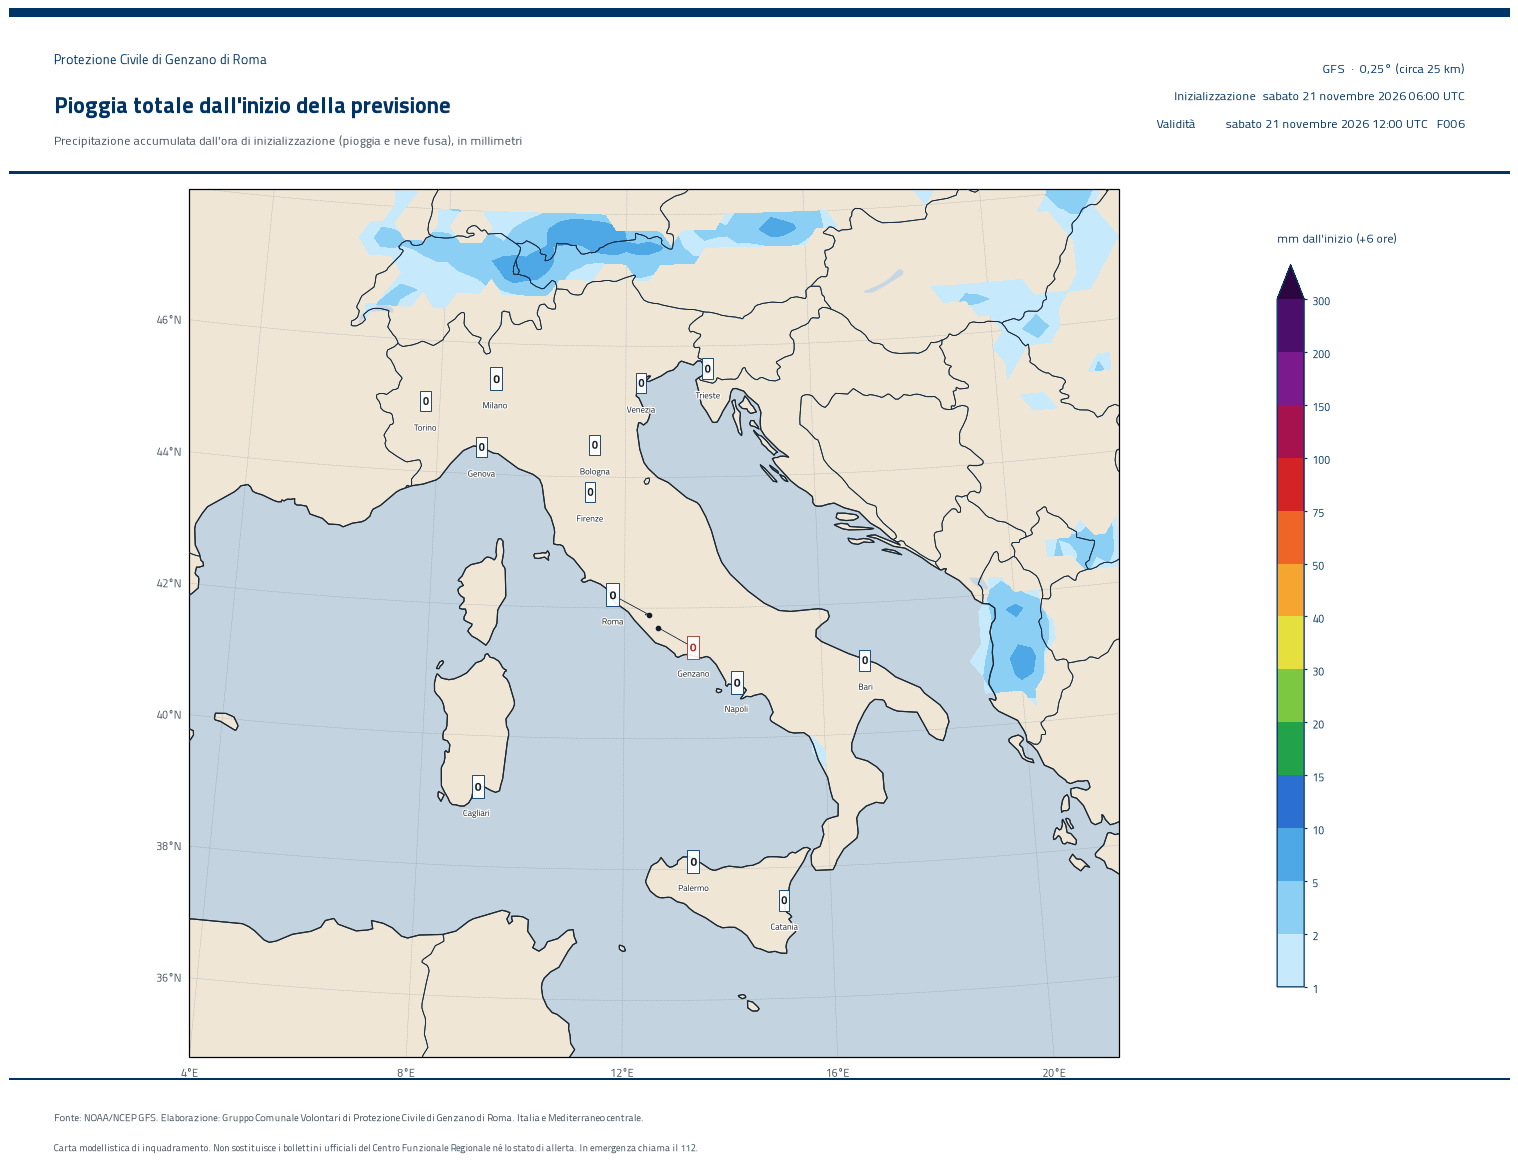 Protezione Civile di Genzano di Roma
Pioggia totale dall'inizio della previsione
Precipitazione accumulata dall'ora di inizializzazione (pioggia e neve fusa), in millimetri
GFS · 0,25° (circa 25 km)
Inizializzazione sabato 21 novembre 2026 06:00 UTC
Validità sabato 21 novembre 2026 12:00 UTC F006
mm dall'inizio (+6 ore)
300
200
150
100
75
50
40
30
20
15
10
5
2
1
46°N
44°N
42°N
40°N
38°N
36°N
4°E
8°E
12°E
16°E
20°E
0
Torino
0
Milano
0
Venezia
0
Trieste
0
Genova
0
Bologna
0
Firenze
0
Roma
0
Genzano
0
Napoli
0
Bari
0
Cagliari
0
Palermo
0
Catania
Fonte: NOAA/NCEP GFS. Elaborazione: Gruppo Comunale Volontari di Protezione Civile di Genzano di Roma. Italia e Mediterraneo centrale.
Carta modellistica di inquadramento. Non sostituisce i bollettini ufficiali del Centro Funzionale Regionale né lo stato di allerta. In emergenza chiama il 112.